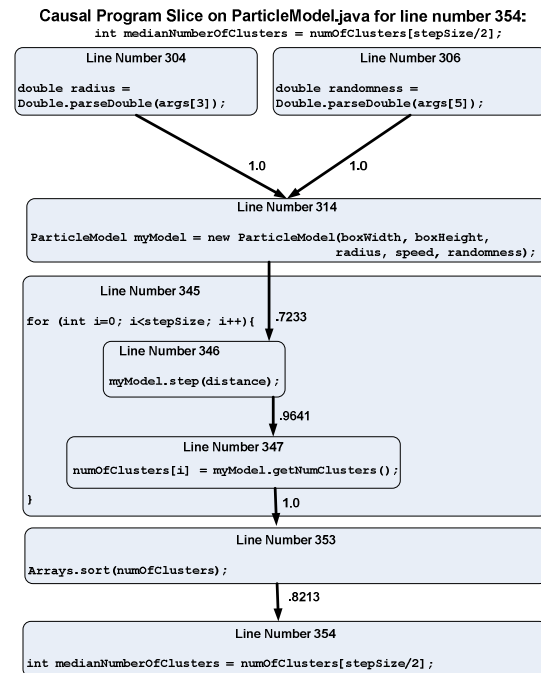 Causal Program Slice on ParticleModel.java for line number 354:
int medianNumberOfClusters = numOfClusters[stepSize/2];
Line Number 304
double radius =
Double.parseDouble(args[3]);
Line Number 306
double randomness =
Double.parseDouble(args[5]);
1.0
1.0
Line Number 314
ParticleModel myModel = new ParticleModel(boxWidth, boxHeight,
radius, speed, randomness);
Line Number 345
for (int i=0; i<stepSize; i++){
.7233
Line Number 346
myModel.step(distance);
.9641
Line Number 347
numOfClusters[i] = myModel.getNumClusters();
}
1.0
Line Number 353
Arrays.sort(numOfClusters);
.8213
Line Number 354
int medianNumberOfClusters = numOfClusters[stepSize/2];